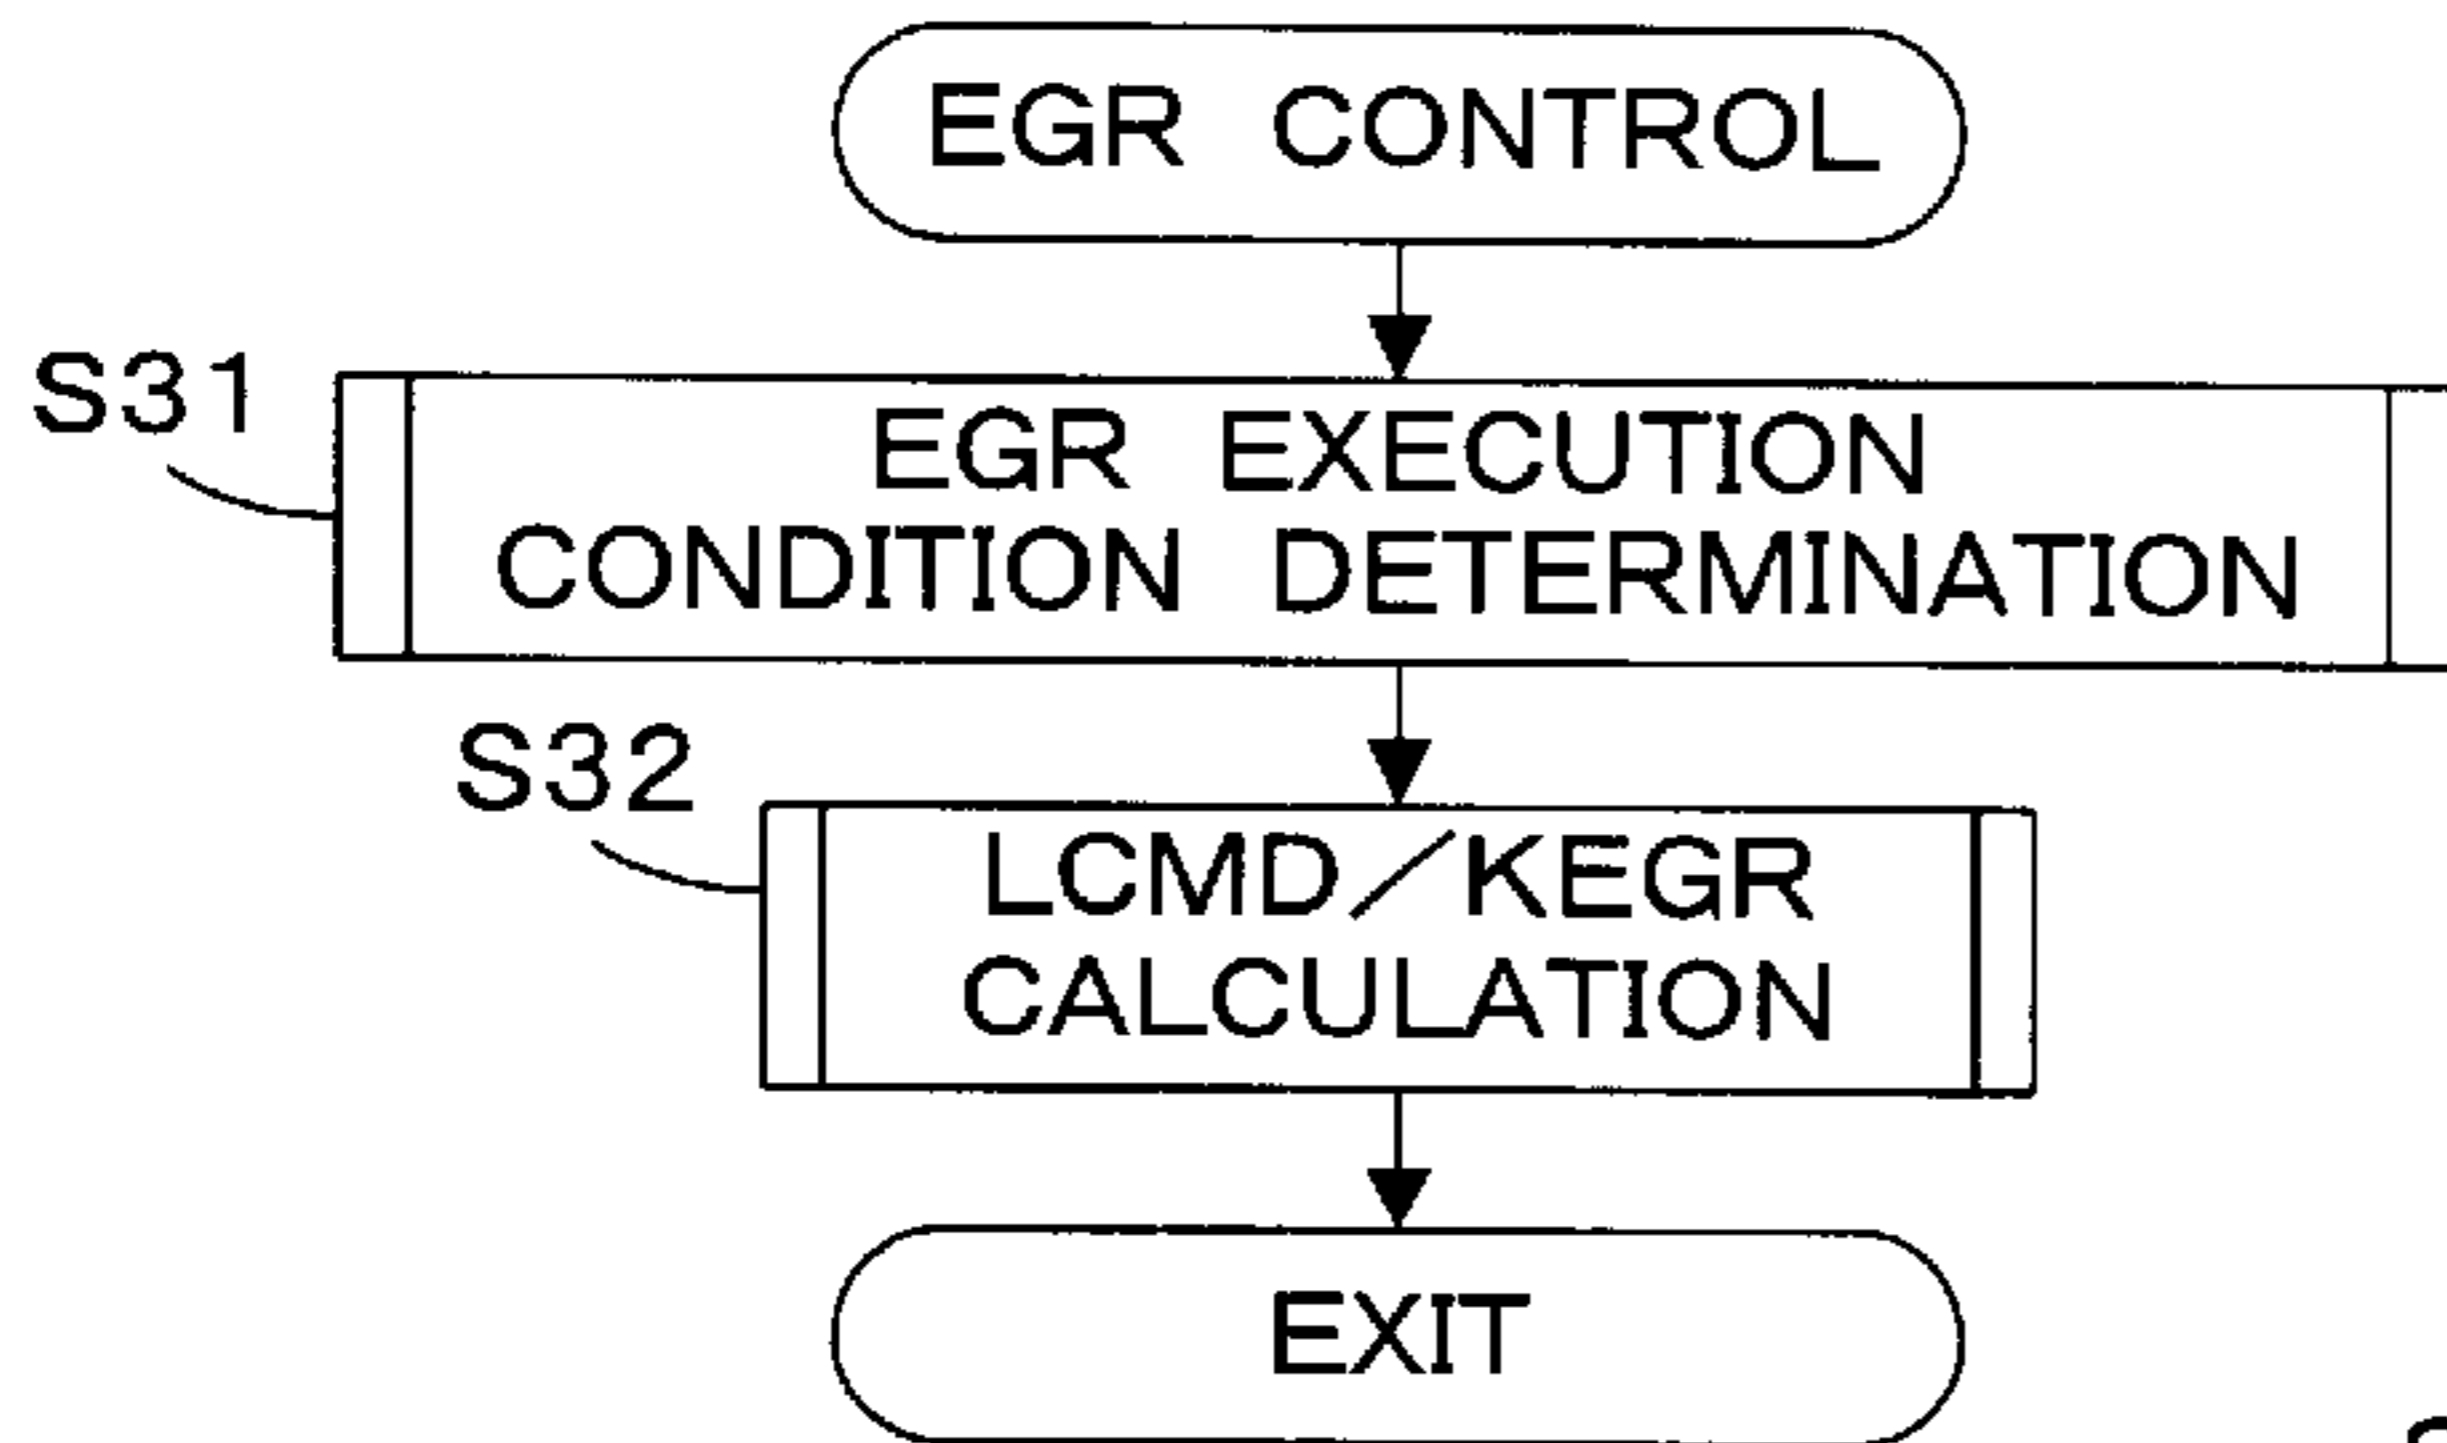 EGR CONTROL
S31
EGR EXECUTION
CONDITION DETERMINATION
S32
LCMD/KEGR
CALCULATION
EXIT